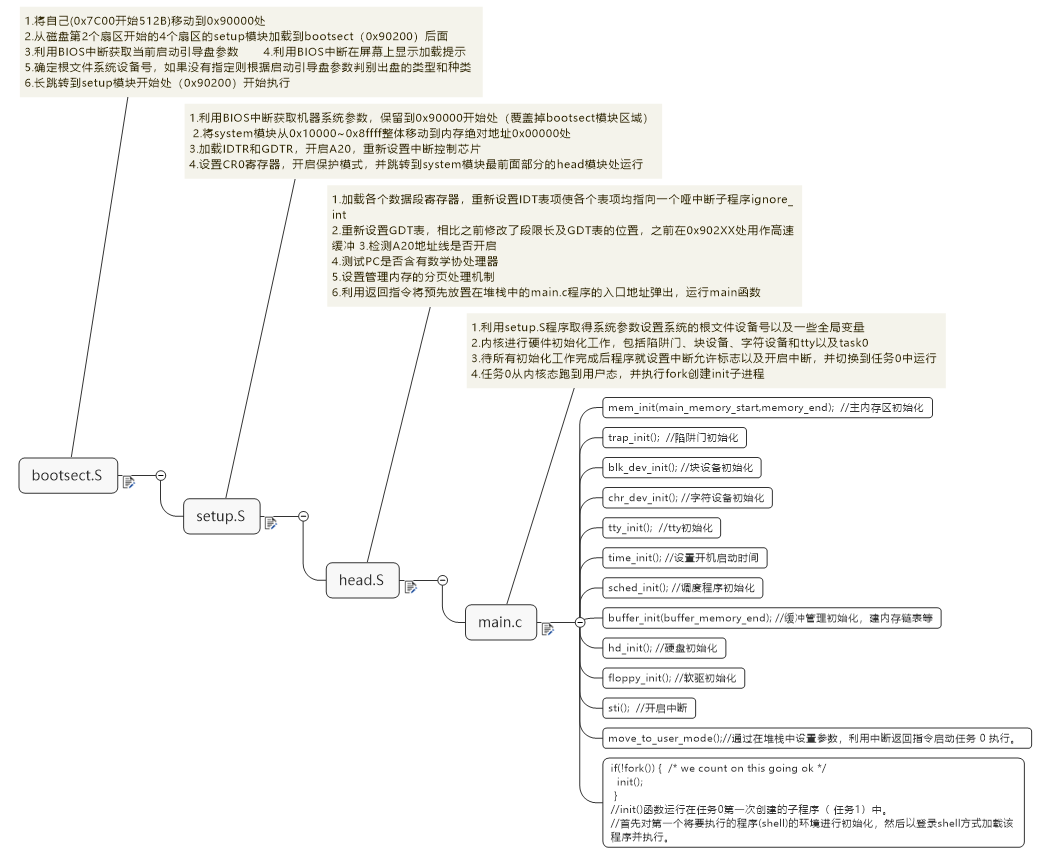 1.将自己(0x7C00开始512B)移动到0x90000处
2.从磁盘第2个扇区开始的4个扇区的setup模块加载到bootsect（0x90200）后面
3.利用BIOS中断获取当前启动引导盘参数 4.利用BIOS中断在屏幕上显示加载提示
5.确定根文件系统设备号，如果没有指定则根据启动引导盘参数判别出盘的类型和种类
6.长跳转到setup模块开始处（0x90200）开始执行
1.利用BIOS中断获取机器系统参数，保留到0x90000开始处（覆盖掉bootsect模块区域）
2.将system模块从0x10000~0x8ffff整体移动到内存绝对地址0x00000处
3.加载IDTR和GDTR，开启A20，重新设置中断控制芯片
4.设置CR0寄存器，开启保护模式，并跳转到system模块最前面部分的head模块处运行
1.加载各个数据段寄存器，重新设置IDT表项使各个表项均指向一个哑中断子程序ignore_
int
2.重新设置GDT表，相比之前修改了段限长及GDT表的位置，之前在0x902XX处用作高速
缓冲 3.检测A20地址线是否开启
4.测试PC是否含有数学协处理器
5.设置管理内存的分页处理机制
6.利用返回指令将预先放置在堆栈中的main.c程序的入口地址弹出，运行main函数
1.利用setup.S程序取得系统参数设置系统的根文件设备号以及一些全局变量
2.内核进行硬件初始化工作，包括陷阱门、块设备、字符设备和tty以及task0
3.待所有初始化工作完成后程序就设置中断允许标志以及开启中断，并切换到任务0中运行
4.任务0从内核态跑到用户态，并执行fork创建init子进程
bootsect.S
setup.S
head.S
main.c
mem_init(main_memory_start,memory_end); //主内存区初始化
trap_init(); //陷阱门初始化
blk_dev_init(); //块设备初始化
chr_dev_init(); //字符设备初始化
tty_init(); //tty初始化
time_init(); //设置开机启动时间
sched_init(); //调度程序初始化
buffer_init(buffer_memory_end); //缓冲管理初始化，建内存链表等
hd_init(); //硬盘初始化
floppy_init(); //软驱初始化
sti(); //开启中断
move_to_user_mode();//通过在堆栈中设置参数，利用中断返回指令启动任务 0 执行。
if(!fork()) { /* we count on this going ok */
init();
}
//init()函数运行在任务0第一次创建的子程序（ 任务1）中。
//首先对第一个将要执行的程序(shell)的环境进行初始化，然后以登录shell方式加载该
程序并执行。